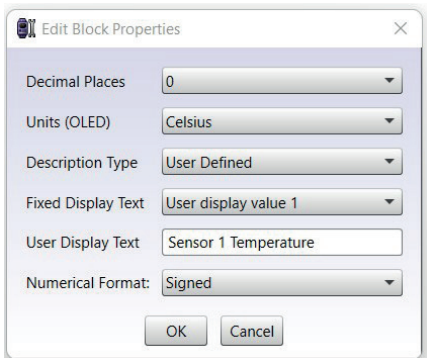 Edit Block Properties
Decimal Places 0
Units (OLED) Celsius
Description Type User Defined
Fixed Display Text User display value 1
User Display Text Sensor 1 Temperature
Numerical Format: Signed
OK Cancel